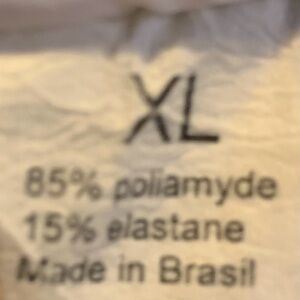 XL
85% poliamyde
15% elastane
Made in Brasil